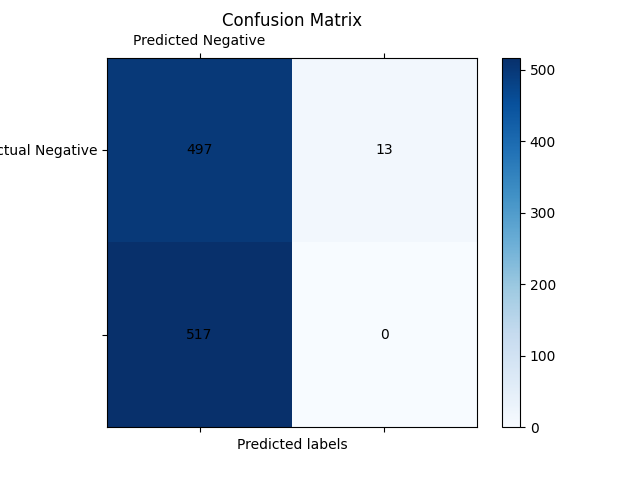 Confusion Matrix
Predicted Negative
ctual Negative
497
13
517
0
Predicted labels
500
400
300
200
100
0